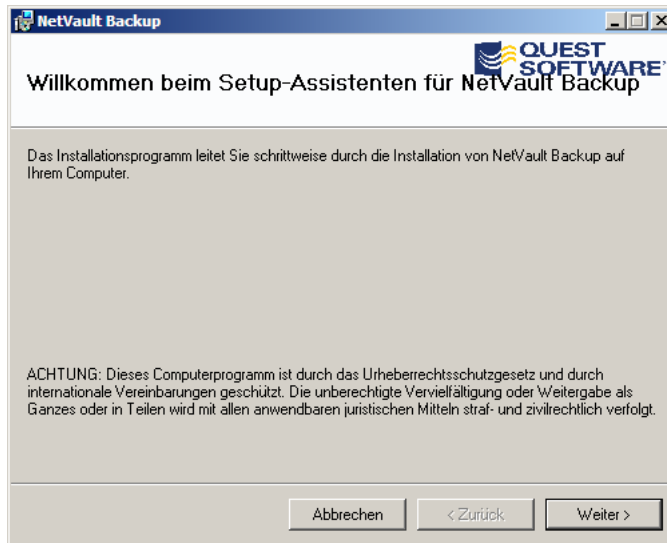 NetVault Backup
QUEST
SOFTWARE
Willkommen beim Setup-Assistenten für NetVault Backup
Das Installationsprogramm leitet Sie schrittweise durch die Installation von NetVault Backup auf
Ihrem Computer.
ACHTUNG: Dieses Computerprogramm ist durch das Urheberrechtsschutzgesetz und durch
internationale Vereinbarungen geschützt. Die unberechtigte Vervielfältigung oder Weitergabe als
Ganzes oder in Teilen wird mit allen anwendbaren juristischen Mitteln straf- und zivilrechtlich verfolgt.
Abbrechen
< Zurück
Weiter >